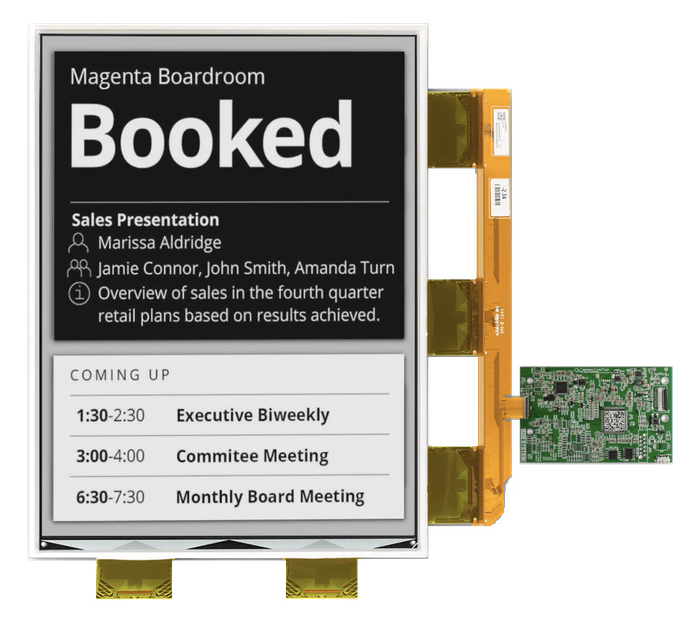 Magenta Boardroom
Booked
Sales Presentation
Marissa Aldridge
Jamie Connor, John Smith, Amanda Turn
Overview of sales in the fourth quarter
retail plans based on results achieved.
COMING UP
1:30-2:30 Executive Biweekly
3:00-4:00 Commitee Meeting
6:30-7:30 Monthly Board Meeting